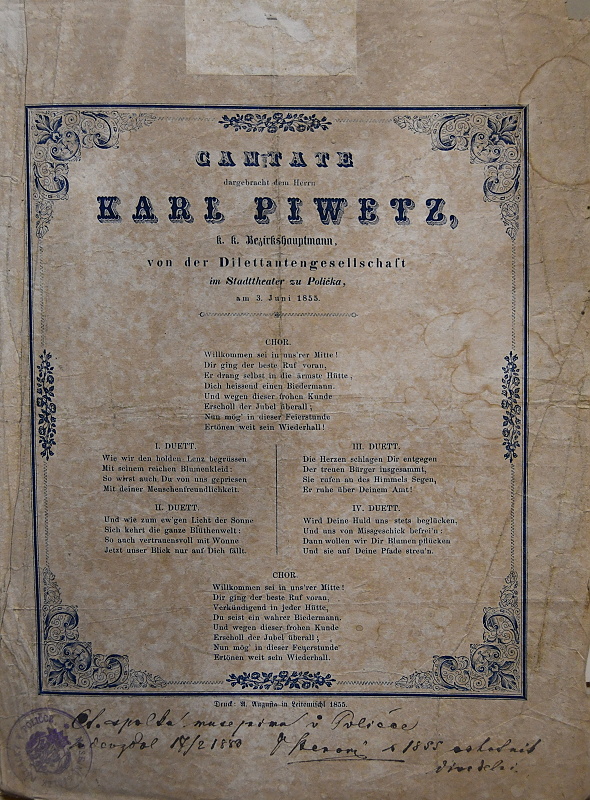 CANTATE
dargebracht dem Herrn
KARL PIWETZ,
k. k. Bezirkshauptmann,
von der Dilettantengesellschaft
im Stadttheater zu Polička,
am 3. Juni 1855.
CHOR.
Willkommen sei in uns'rer Mitte!
Dir ging der beste Ruf voran,
Er drang selbst in die ärmste Hütte,
Dich heissend einen Biedermann.
Und wegen dieser frohen Kunde
Erscholl der Jubel überall;
Nun mög' in dieser Feierstunde
Ertönen weit sein Wiederhall!
I. DUETT.
Wie wir den holden Lenz begrüssen
Mit seinem reichen Blumenkleid:
So wirst auch Du von uns gepriesen
Mit deiner Menschenfreundlichkeit.
II. DUETT.
Und wie zum ew'gen Licht der Sonne
Sich kehrt die ganze Blüthenwelt:
So auch vertrauensvoll mit Wonne
Jetzt unser Blick nur auf Dich fällt.
III. DUETT.
Die Herzen schlagen Dir entgegen
Der treuen Bürger insgesammt,
Sie rufen an des Himmels Segen,
Er ruhe über Deinem Amt!
IV. DUETT.
Wird Deine Huld uns stets beglücken,
Und uns von Missgeschick befrei'n:
Dann wollen wir Dir Blumen pflücken
Und sie auf Deine Pfade streu'n.
CHOR.
Willkommen sei in uns'rer Mitte!
Dir ging der beste Ruf voran,
Verkündigend in jeder Hütte,
Du seist ein wahrer Biedermann.
Und wegen dieser frohen Kunde
Erscholl der Jubel überall;
Nun mög' in dieser Feyerstunde
Ertönen weit sein Wiederhall.
Druck: A. Augusta in Leitomischl 1855.
v Poličce
17/2 1880 1855